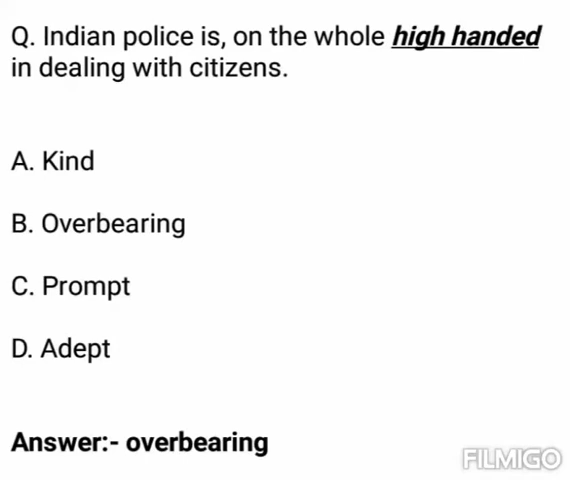 Q. Indian police is, on the whole high handed
in dealing with citizens.
A. Kind
B. Overbearing
C. Prompt
D. Adept
Answer:- overbearing
FILMIGO